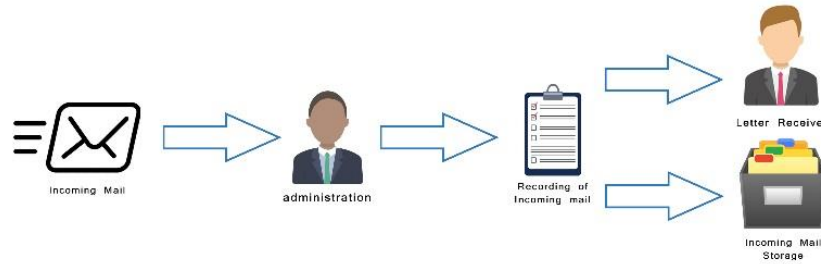 Incoming Mail
administration
Recording of
Incoming mail
Letter Receive
Incoming Mail
Storage